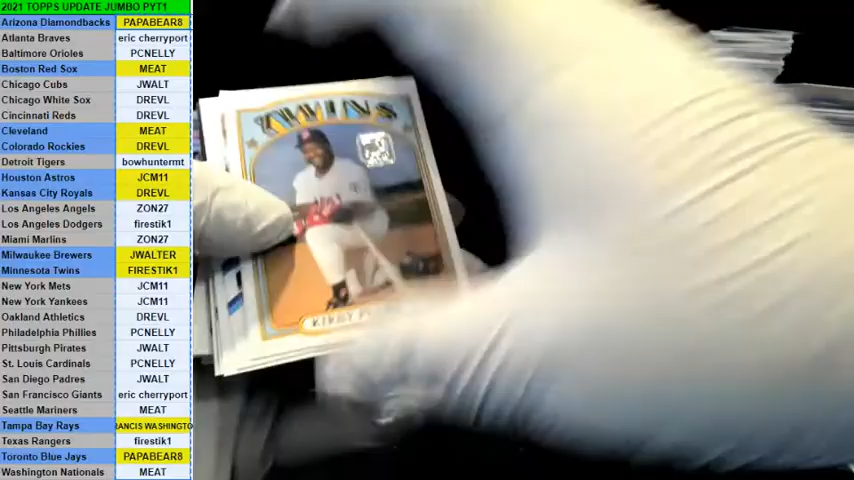 2021 TOPPS UPDATE JUMBO PYT1
Arizona Diamondbacks PAPABEAR8
Atlanta Braves eric cherryport
Baltimore Orioles PCNELLY
Boston Red Sox MEAT
Chicago Cubs JWALT
Chicago White Sox DREVL
Cincinnati Reds DREVL
Cleveland MEAT
Colorado Rockies DREVL
Detroit Tigers bowhuntermt
Houston Astros JCM11
Kansas City Royals DREVL
Los Angeles Angels ZON27
Los Angeles Dodgers firestik1
Miami Marlins ZON27
Milwaukee Brewers JWALTER
Minnesota Twins FIRESTIK1
New York Mets JCM11
New York Yankees JCM11
Oakland Athletics DREVL
Philadelphia Phillies PCNELLY
Pittsburgh Pirates JWALT
St. Louis Cardinals PCNELLY
San Diego Padres JWALT
San Francisco Giants eric cherryport
Seattle Mariners MEAT
Tampa Bay Rays RANCIS WASHINGTO
Texas Rangers firestik1
Toronto Blue Jays PAPABEAR8
Washington Nationals MEAT
TWINS
KIRBY